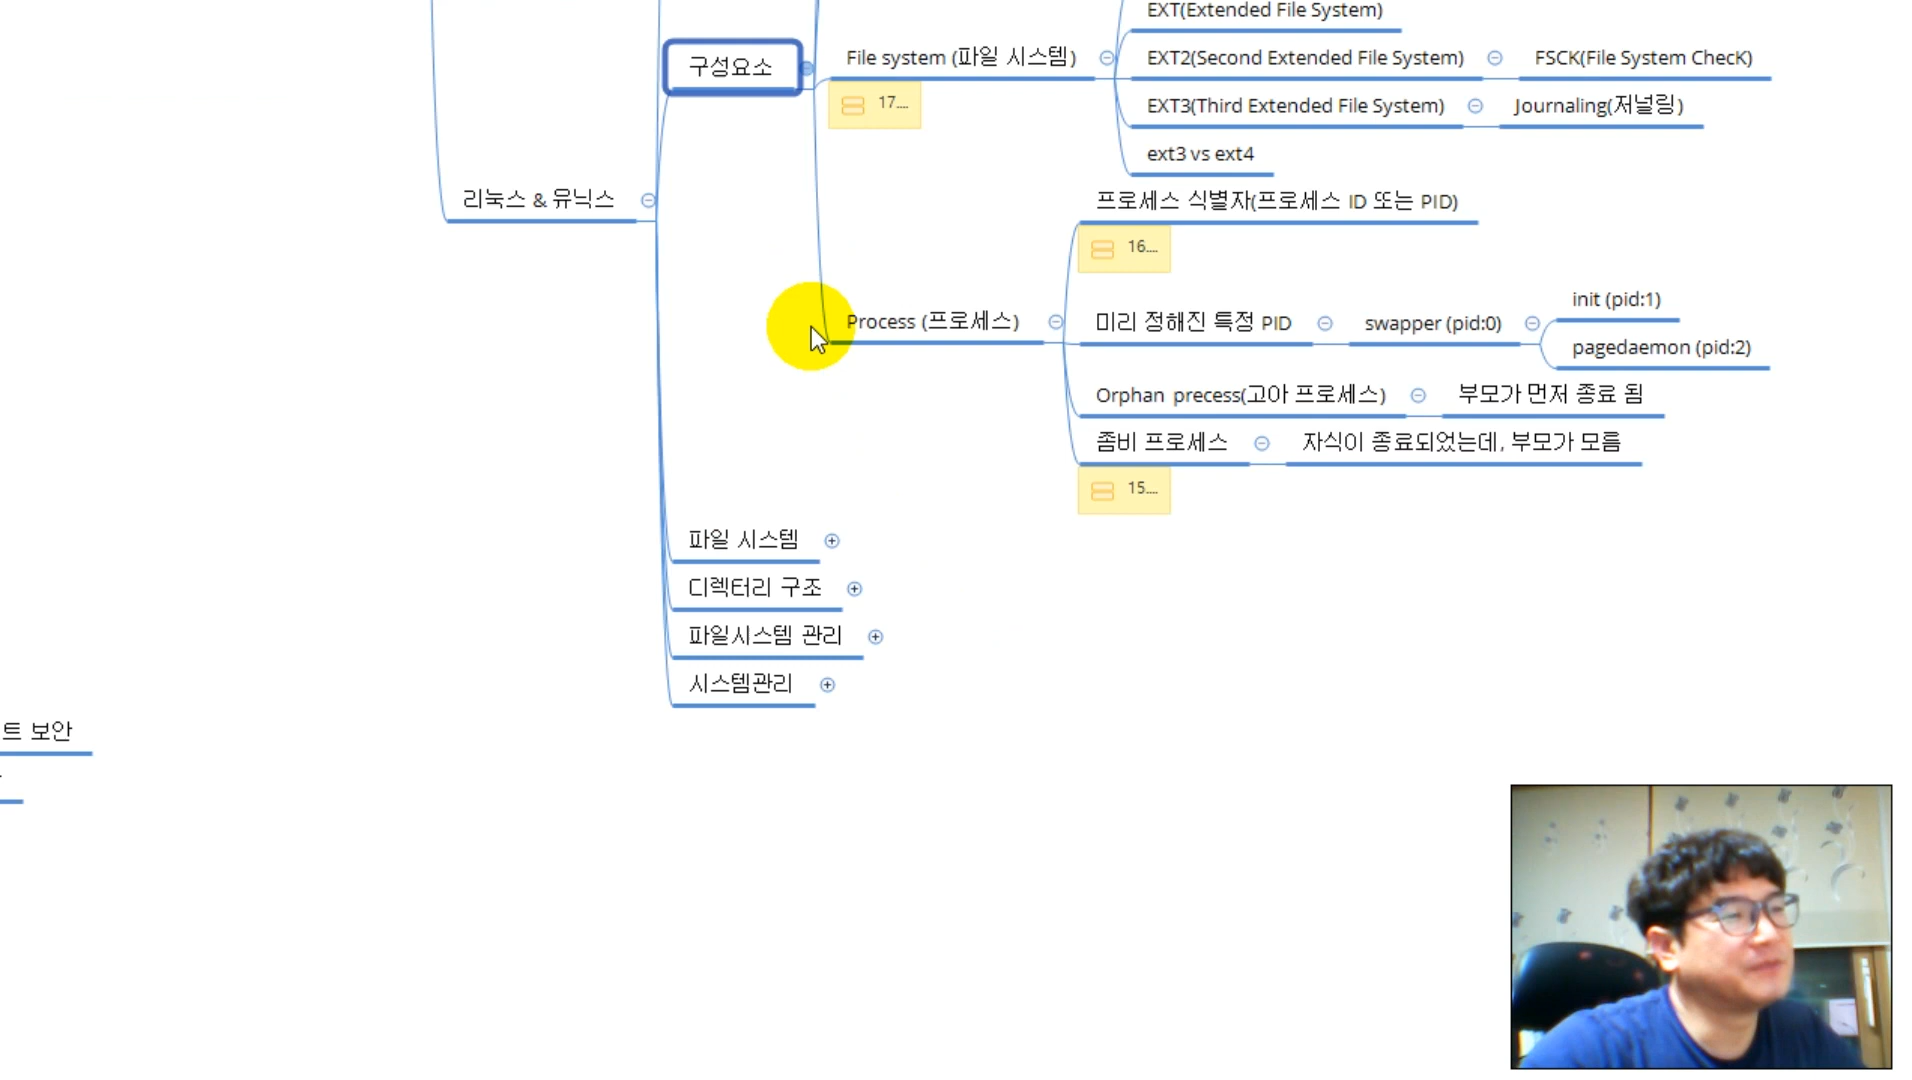 EXT(Extended File System)
구성요소
File system (파일 시스템)
EXT2(Second Extended File System)
FSCK(File System ChecK)
17....
EXT3(Third Extended File System)
Journaling(저널링)
ext3 vs ext4
리눅스 & 유닉스
프로세스 식별자(프로세스 ID 또는 PID)
16....
Process (프로세스)
미리 정해진 특정 PID
swapper (pid:0)
init (pid:1)
pagedaemon (pid:2)
Orphan precess(고아 프로세스)
부모가 먼저 종료 됨
좀비 프로세스
자식이 종료되었는데, 부모가 모름
15....
파일 시스템
디렉터리 구조
파일시스템 관리
시스템관리
트 보안